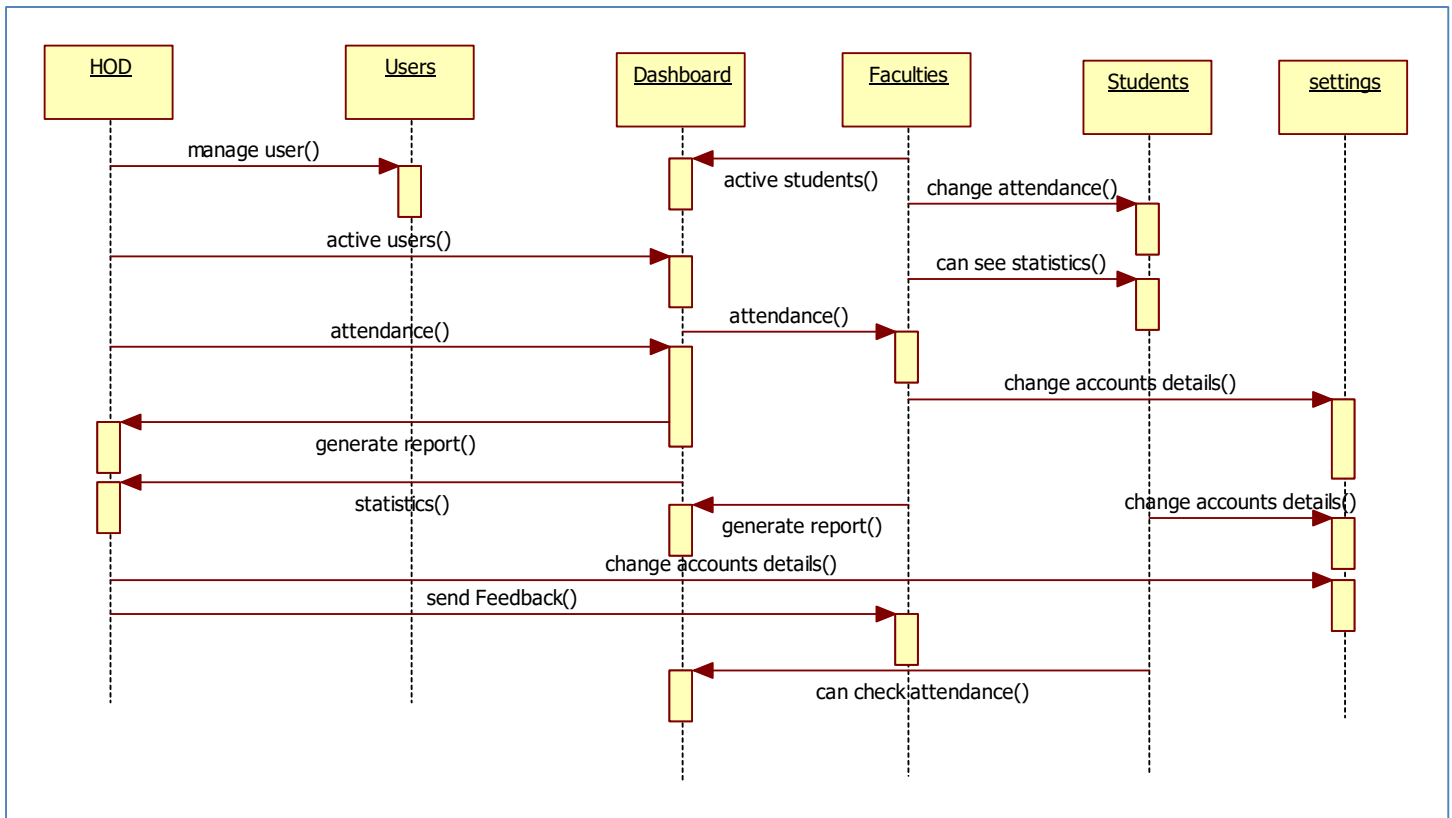 HOD
Users
Dashboard
Faculties
Students
settings
manage user()
active students()
change attendance()
active users()
can see statistics()
attendance()
attendance()
change accounts details()
generate report()
statistics()
change accounts details()
generate report()
change accounts details()
send Feedback()
can check attendance()